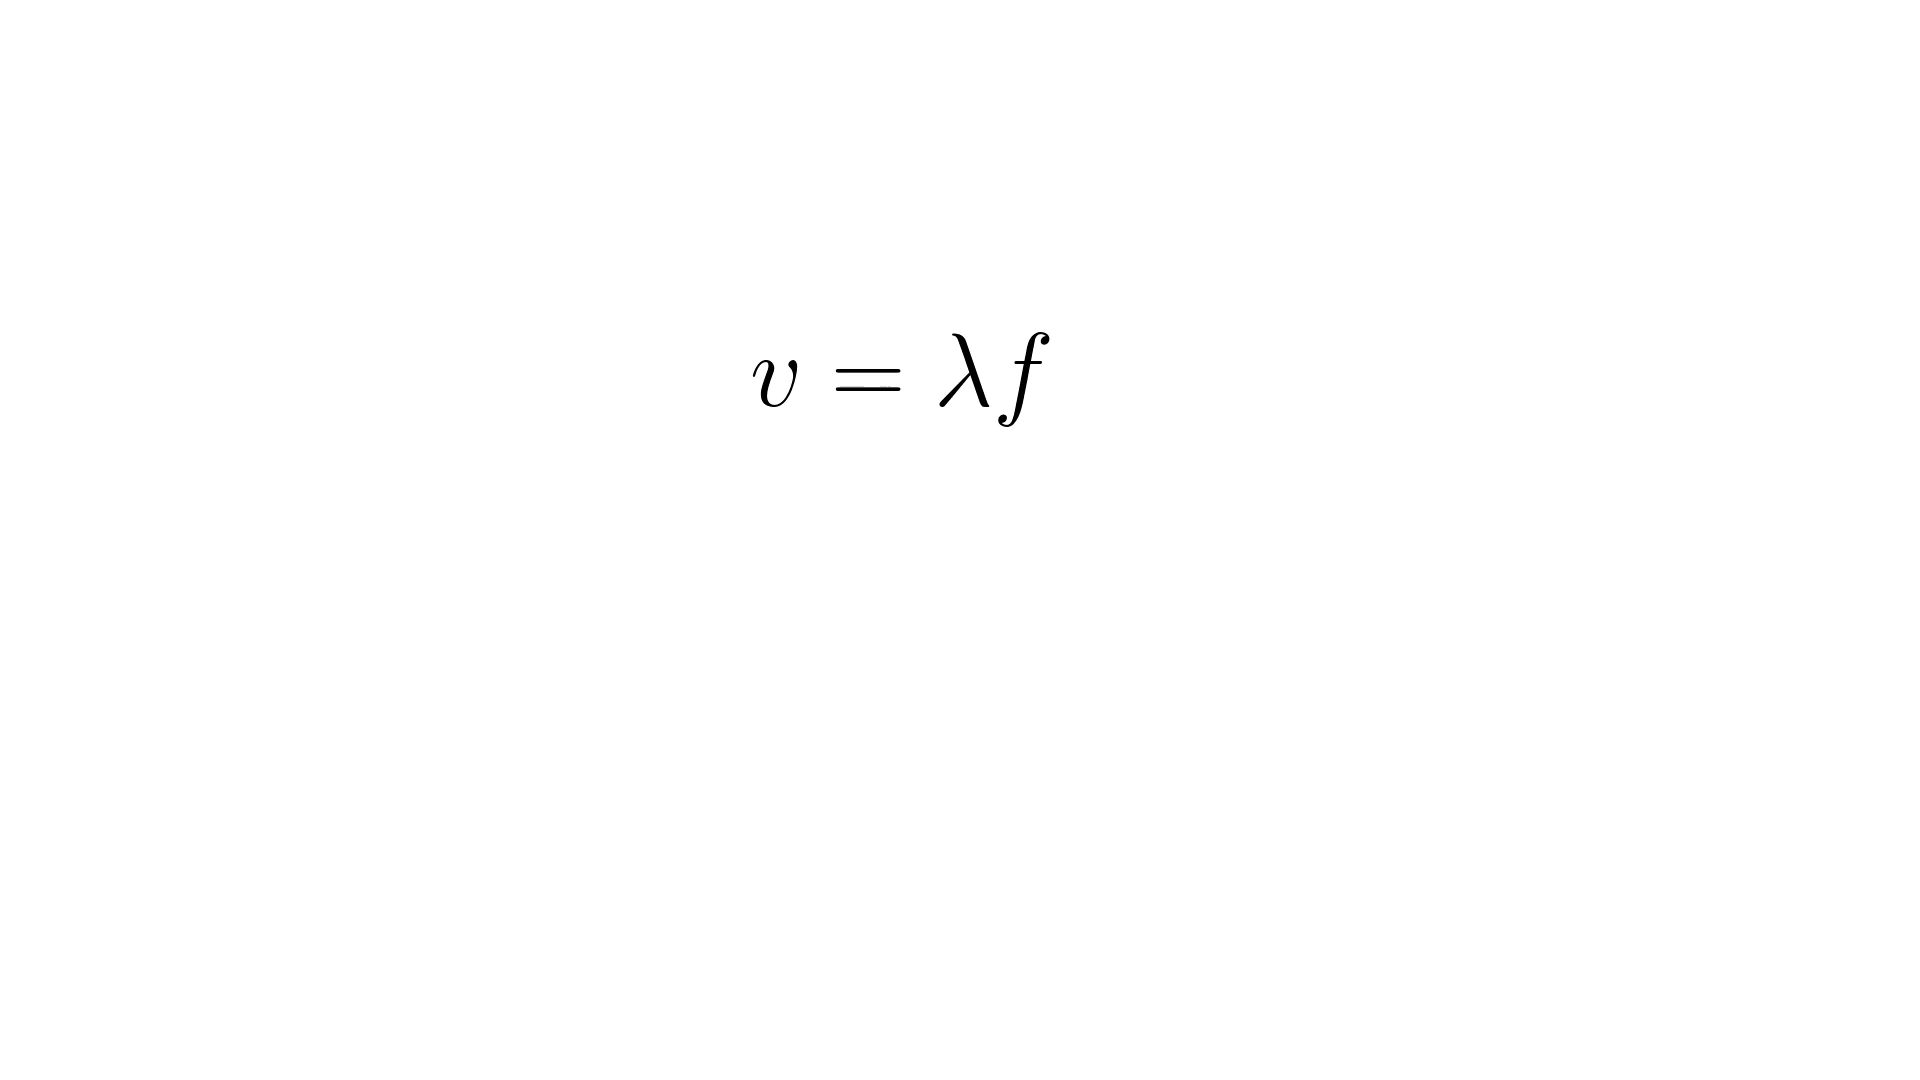 v = λf